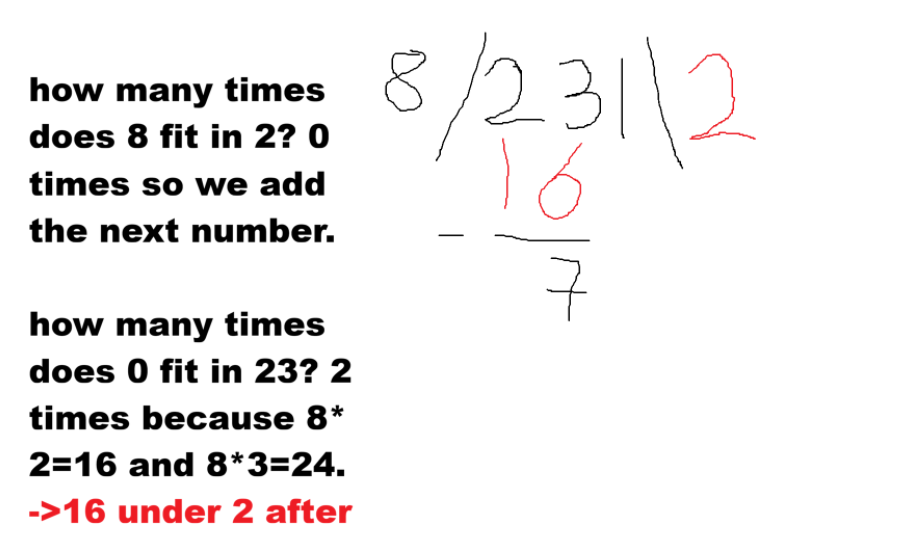 how many times
does 8 fit in 2? 0
times so we add
the next number.
how many times
does 0 fit in 23? 2
times because 8*
2=16 and 8*3=24.
->16 under 2 after
8/231\2
16
-
7